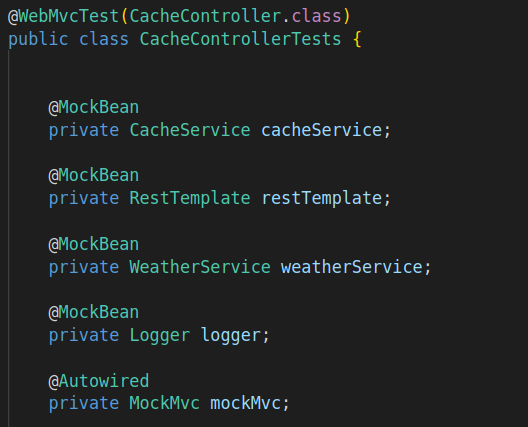 @WebMvcTest(CacheController.class)
public class CacheControllerTests {
@MockBean
private CacheService cacheService;
@MockBean
private RestTemplate restTemplate;
@MockBean
private WeatherService weatherService;
@MockBean
private Logger logger;
@Autowired
private MockMvc mockMvc;